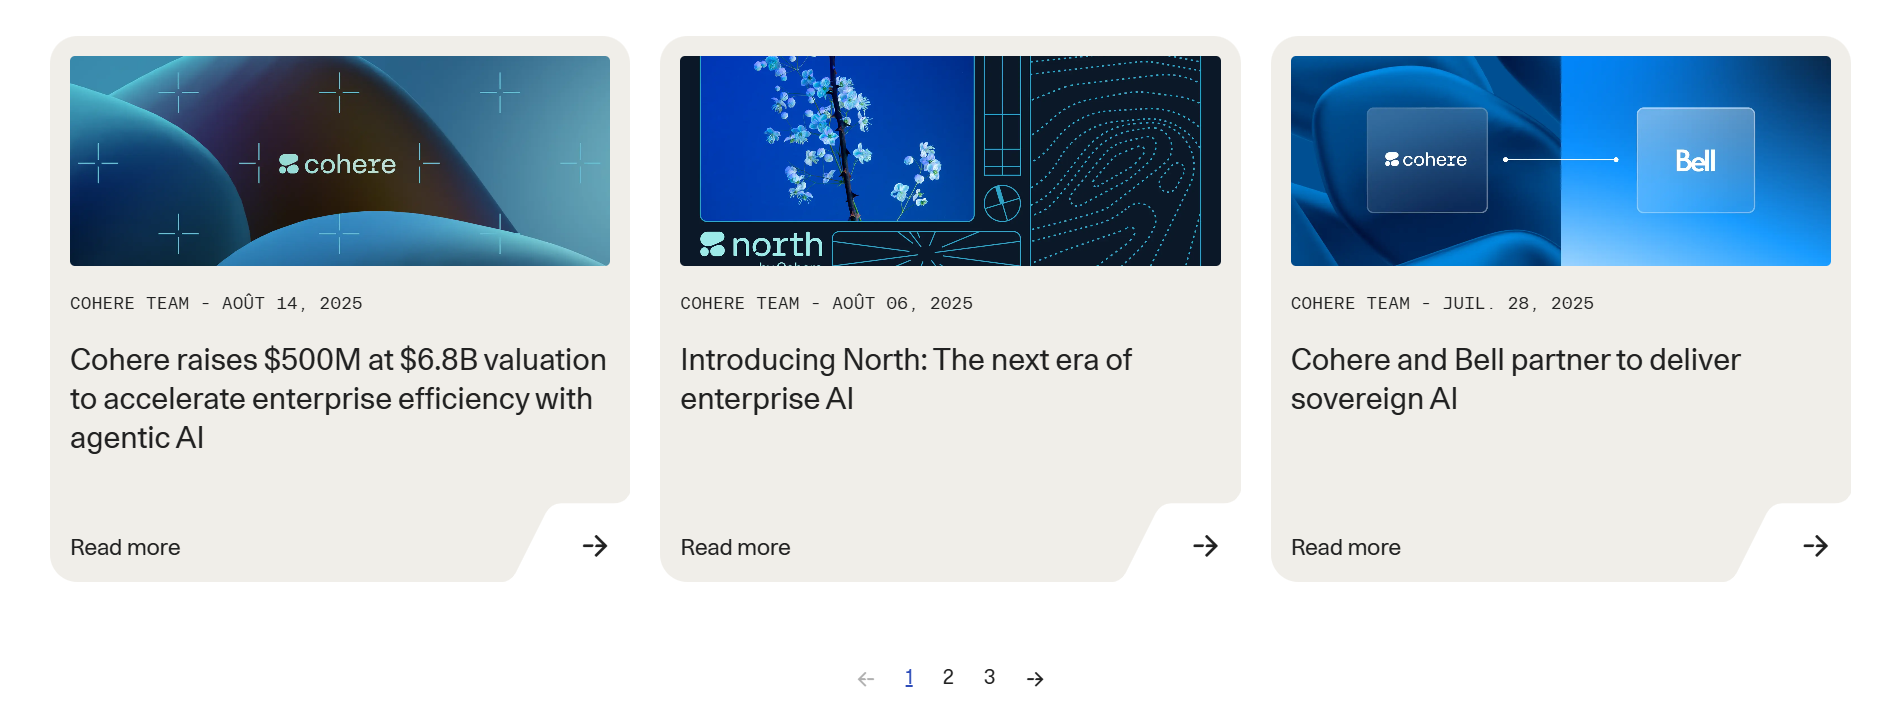 cohere
COHERE TEAM - AOÛT 14, 2025
Cohere raises $500M at $6.8B valuation
to accelerate enterprise efficiency with
agentic AI
Read more
north
by Cohere
COHERE TEAM - AOÛT 06, 2025
Introducing North: The next era of
enterprise AI
Read more
cohere
Bell
COHERE TEAM - JUIL. 28, 2025
Cohere and Bell partner to deliver
sovereign AI
Read more
1 2 3